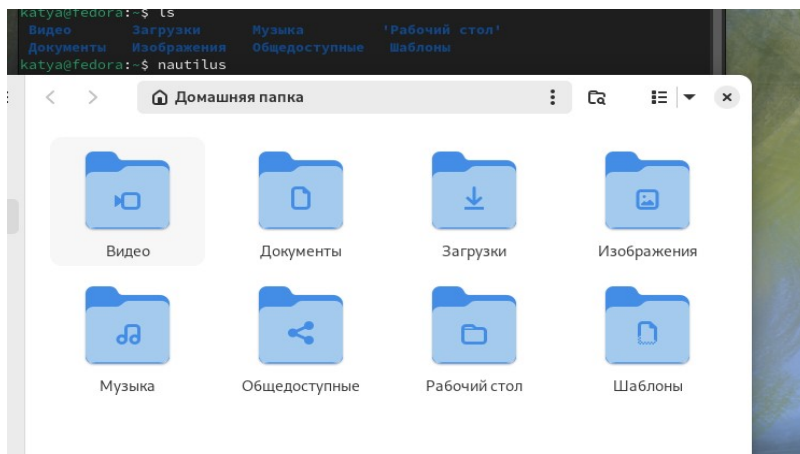 katya@fedora:~$ ls
Видео Загрузки Музыка 'Рабочий стол'
Документы Изображения Общедоступные Шаблоны
katya@fedora:~$ nautilus
Домашняя папка
Видео Документы Загрузки Изображения
Музыка Общедоступные Рабочий стол Шаблоны